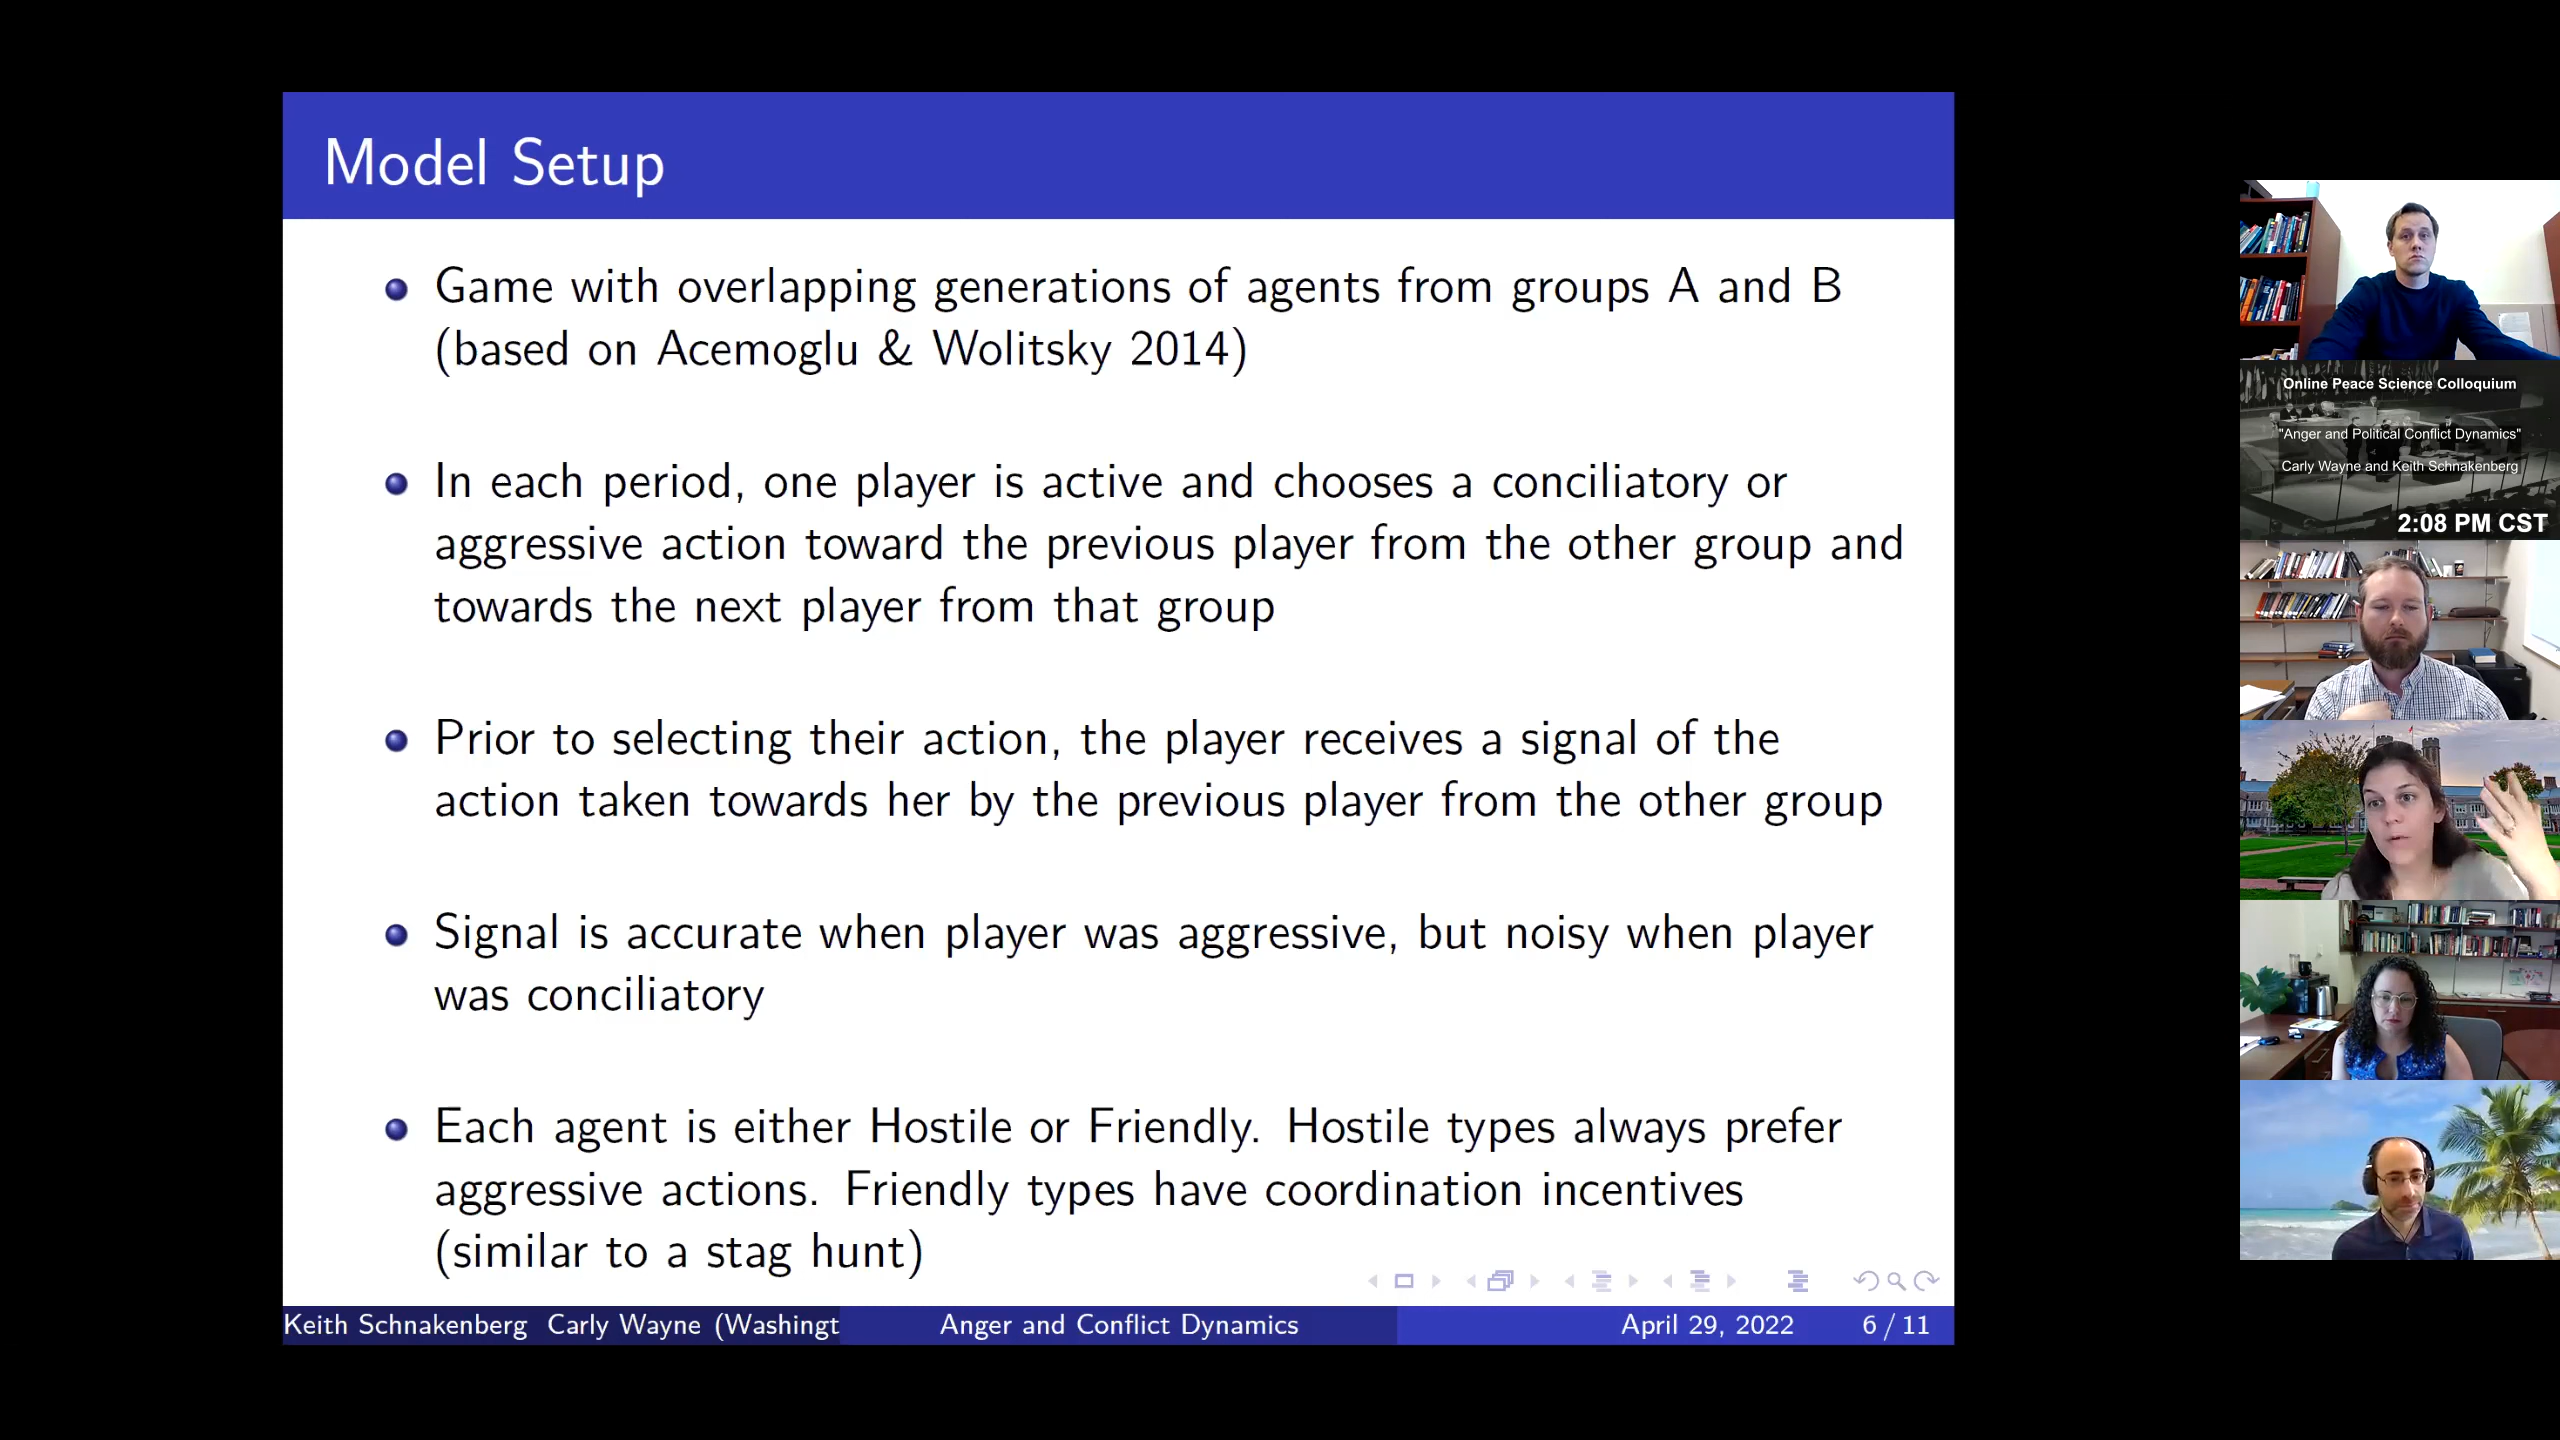 Model Setup
Game with overlapping generations of agents from groups A and B
(based on Acemoglu & Wolitsky 2014)
In each period, one player is active and chooses a conciliatory or
aggressive action toward the previous player from the other group and
towards the next player from that group
Prior to selecting their action, the player receives a signal of the
action taken towards her by the previous player from the other group
Signal is accurate when player was aggressive, but noisy when player
was conciliatory
Each agent is either Hostile or Friendly. Hostile types always prefer
aggressive actions. Friendly types have coordination incentives
(similar to a stag hunt)
Keith Schnakenberg Carly Wayne (Washingt
Anger and Conflict Dynamics
April 29, 2022
6 / 11
Online Peace Science Colloquium
"Anger and Political Conflict Dynamics"
Carly Wayne and Keith Schnakenberg
2:08 PM CST